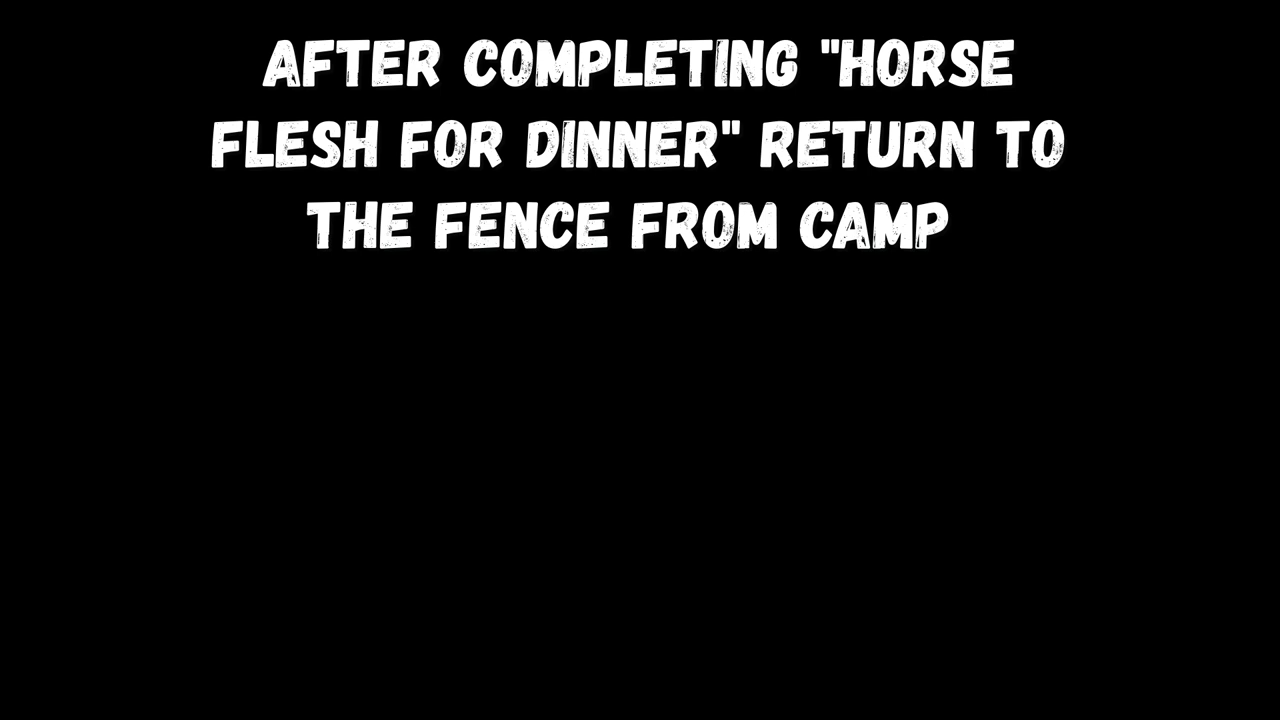 AFTER COMPLETING "HORSE
FLESH FOR DINNER" RETURN TO
THE FENCE FROM CAMP